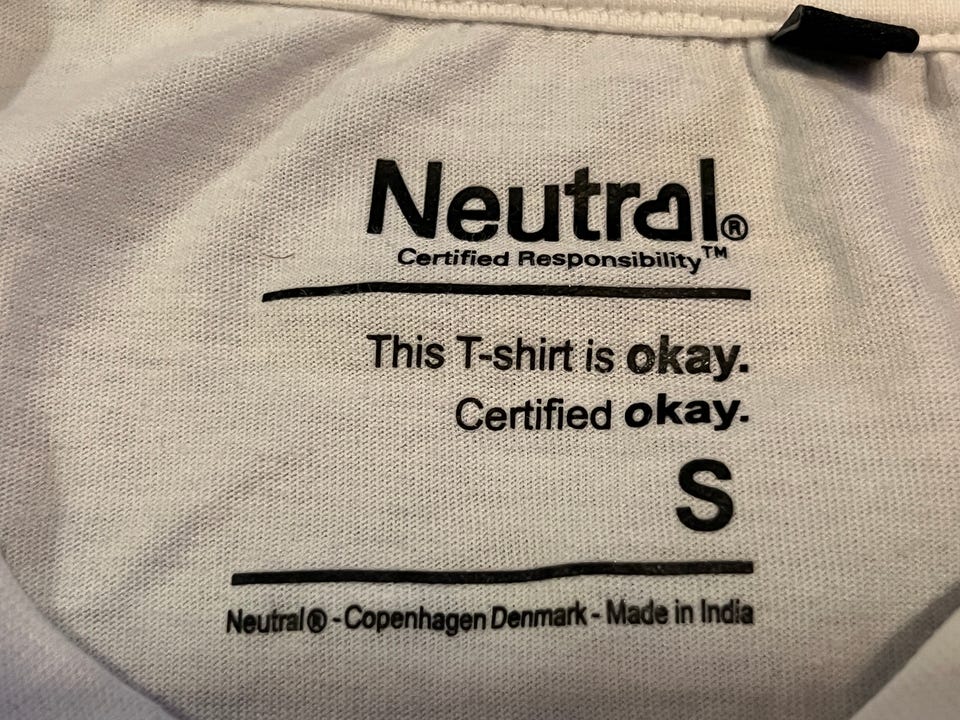 Neutral®
Certified Responsibility™
This T-shirt is okay.
Certified okay.
S
Neutral® - Copenhagen Denmark - Made in India